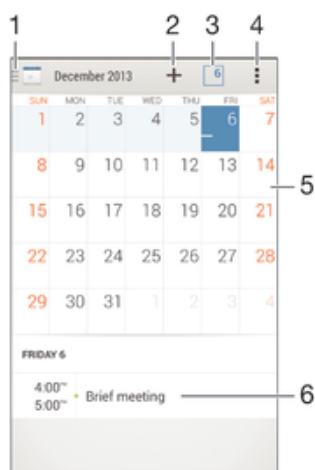 1 2 3 4
December 2013 6
SUN MON TUE WED THU FRI SAT
1 2 3 4 5 6 7
8 9 10 11 12 13 14
5
15 16 17 18 19 20 21
22 23 24 25 26 27 28
29 30 31 1 2 3 4
FRIDAY 6
4:00
Brief meeting 6
5:00